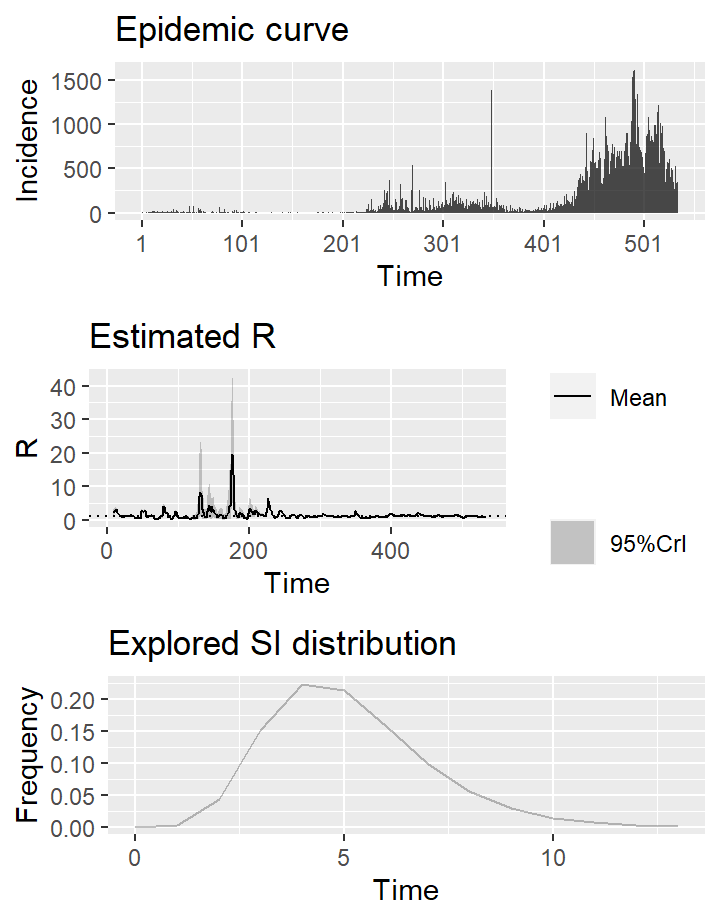 Epidemic curve
1500
1000
500
0
Incidence
1 101 201 301 401 501
Time
Estimated R
40
30
20
10
0
R
0 200 400
Time
Mean
95%CrI
Explored SI distribution
0.20
0.15
0.10
0.05
0.00
Frequency
0 5 10
Time